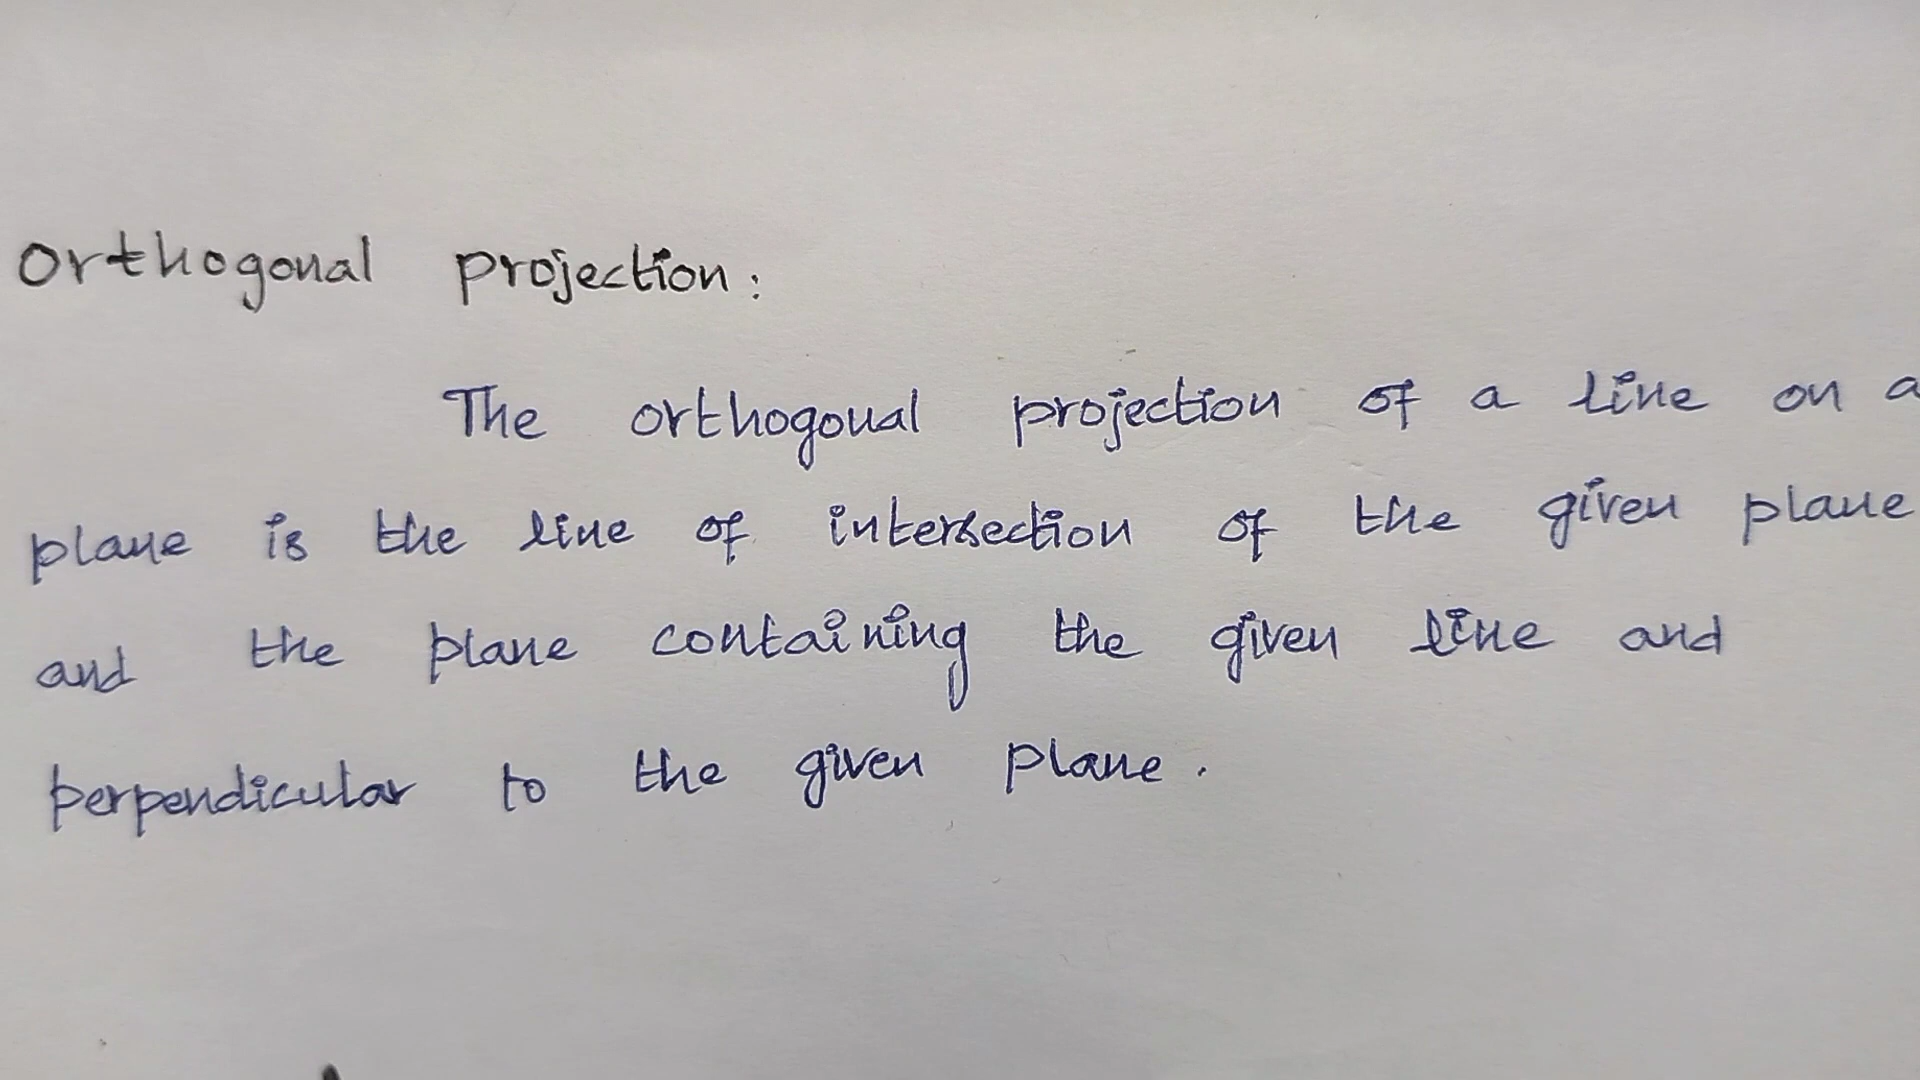 Orthogonal projection:
The orthogonal projection of a line on a
plane is the line of intersection of the given plane
and the plane containing the given line and
perpendicular to the given plane.